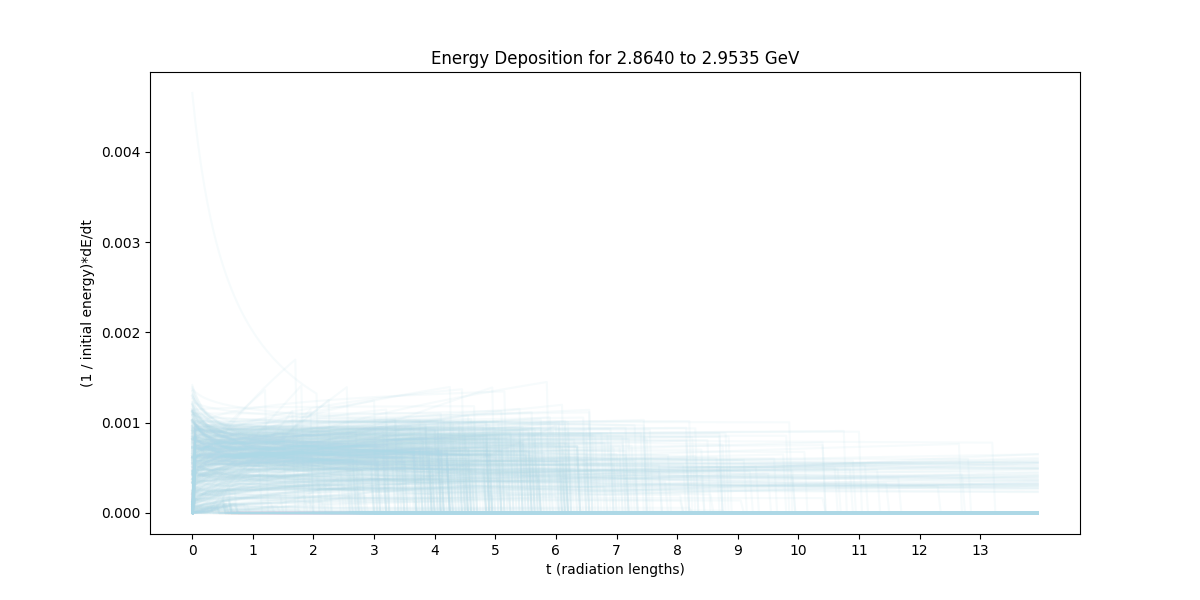 Energy Deposition for 2.8640 to 2.9535 GeV
(1 / initial energy)*dE/dt
0.004
0.003
0.002
0.001
0.000
0 1 2 3 4 5 6 7 8 9 10 11 12 13
t (radiation lengths)